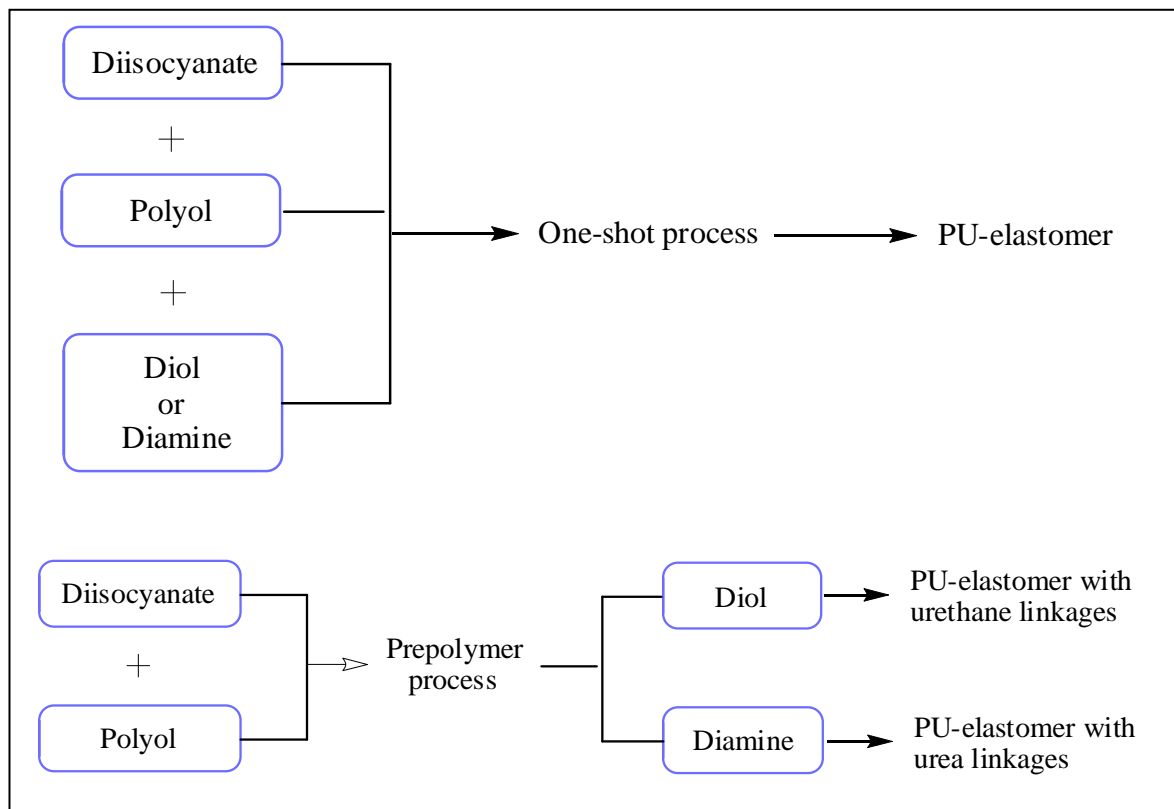 Diisocyanate
+
Polyol
+
Diol
or
Diamine
One-shot process
PU-elastomer
Diisocyanate
+
Polyol
Prepolymer
process
Diol
PU-elastomer with
urethane linkages
Diamine
PU-elastomer with
urea linkages